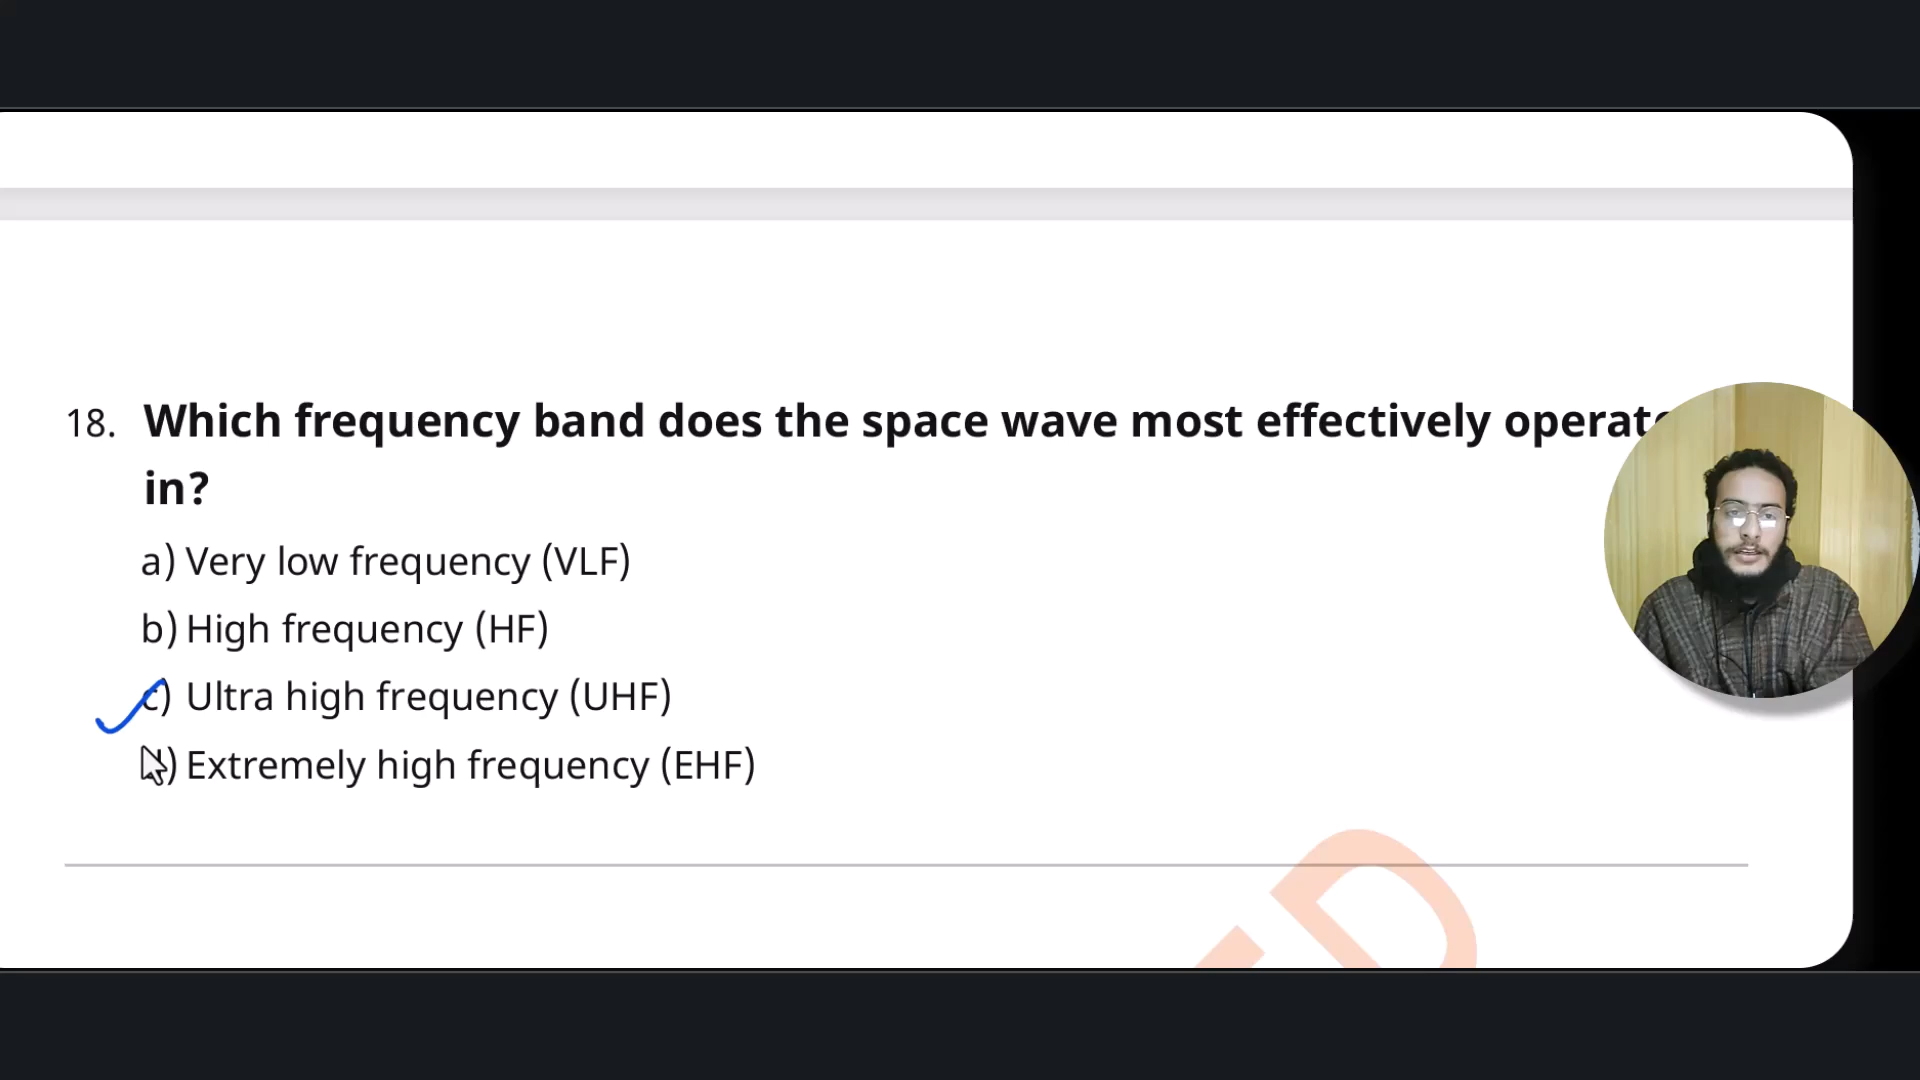 18. Which frequency band does the space wave most effectively
in?
a) Very low frequency (VLF)
b) High frequency (HF)
c) Ultra high frequency (UHF)
d) Extremely high frequency (EHF)